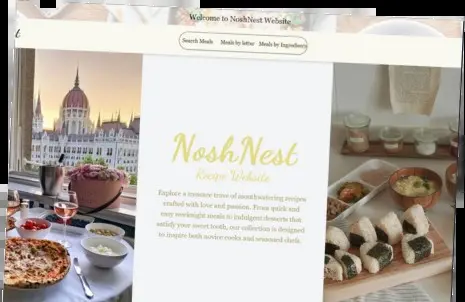 Welcome to NoshNest Website
Search Meals Meals by letter Meals by Ingredients
NoshNest
Recipe Website
Explore a treasure trove of mouthwatering recipes
crafted with love and passion. From quick and
easy weeknight meals to indulgent desserts that
satisfy your sweet tooth, our collection is designed
to inspire both novice cooks and seasoned chefs.